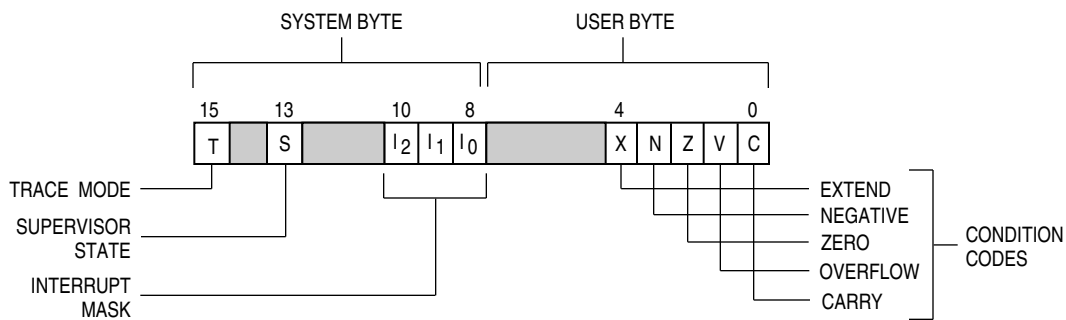 SYSTEM BYTE USER BYTE
15 13 10 8 4 0
T S I2 I1 I0 X N Z V C
TRACE MODE
SUPERVISOR
STATE
INTERRUPT
MASK
EXTEND
NEGATIVE
ZERO
OVERFLOW
CARRY
CONDITION
CODES